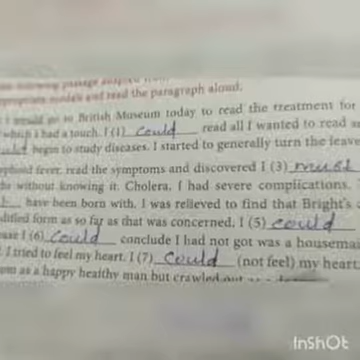 following passage adapted from
appropriate modals and read the paragraph aloud.
I would go to British Museum today to read the treatment for
which I had a touch. I (1) could read all I wanted to read an
begin to study diseases. I started to generally turn the leave
typhoid fever, read the symptoms and discovered I (3) must
without knowing it. Cholera, I had severe complications,
have been born with. I was relieved to find that Bright's
form as so far as that was concerned, I (5) could
I (6) could conclude I had not got was a housema
I tried to feel my heart. I (7) could (not feel) my heart.
as a happy healthy man but crawled out
InShOt